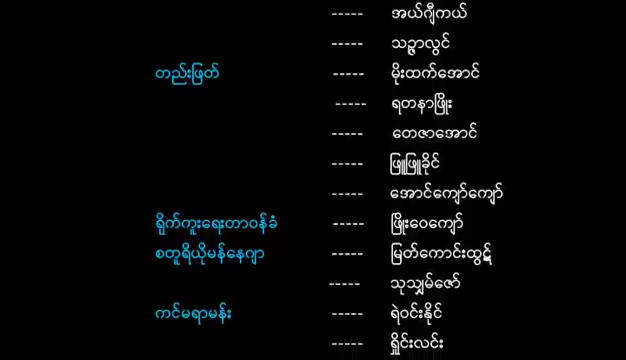 ----- အယ်ဂျီကယ်
----- သဉ္ဇာလွင်
တည်းဖြတ် ----- မိုးထက်အောင်
----- ရတနာဖြိုး
----- တေဇာအောင်
----- ဖြူဖြူခိုင်
----- အောင်ကျော်ကျော်
ရိုက်ကူးရေးတာဝန်ခံ ----- ဖြိုးဝေကျော်
စတူရီယိုမန်နေဂျာ ----- မြတ်ကောင်းထွဋ်
----- သုသျှမ်ဇော်
ကင်မရာမန်း ----- ရဲဝင်းနိုင်
----- ရှိုင်းလင်း